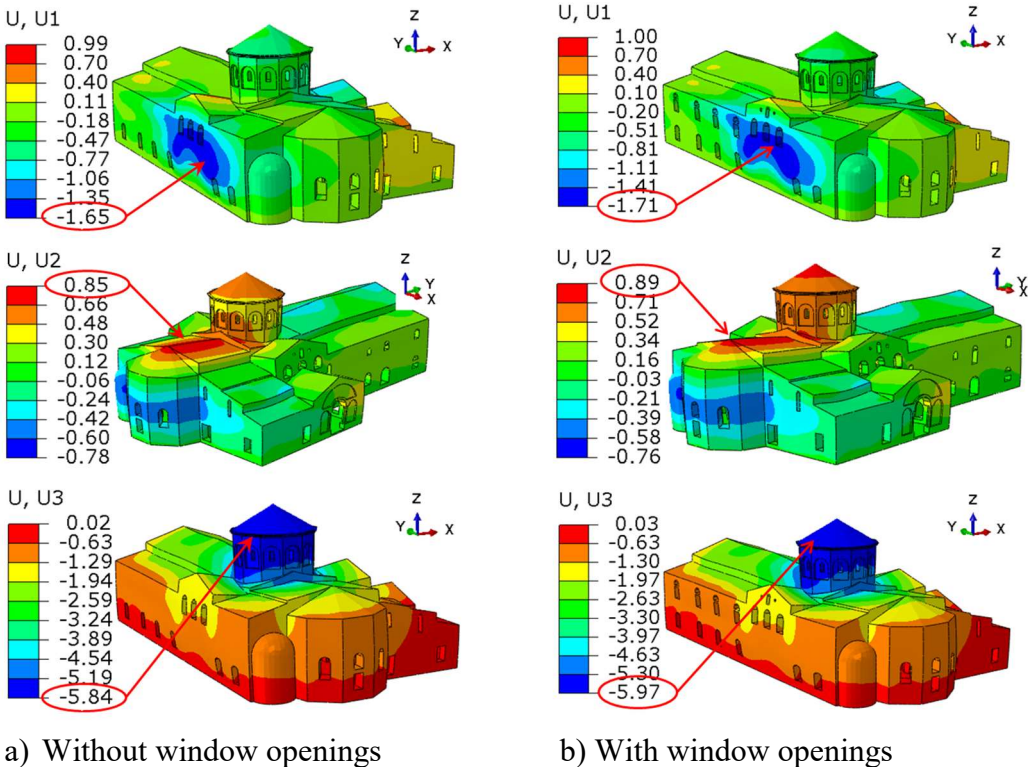 U, U1
0.99
0.70
0.40
0.11
-0.18
-0.47
-0.77
-1.06
-1.35
-1.65
Z
Y
X
U, U1
1.00
0.70
0.40
0.10
-0.20
-0.51
-0.81
-1.11
-1.41
-1.71
Z
Y
X
U, U2
0.85
0.66
0.48
0.30
0.12
-0.06
-0.24
-0.42
-0.60
-0.78
Z
Y
X
U, U2
0.89
0.71
0.52
0.34
0.16
-0.03
-0.21
-0.39
-0.58
-0.76
Z
Y
X
U, U3
0.02
-0.63
-1.29
-1.94
-2.59
-3.24
-3.89
-4.54
-5.19
-5.84
Z
Y
X
U, U3
0.03
-0.63
-1.30
-1.97
-2.63
-3.30
-3.97
-4.63
-5.30
-5.97
Z
Y
X
a) Without window openings
b) With window openings